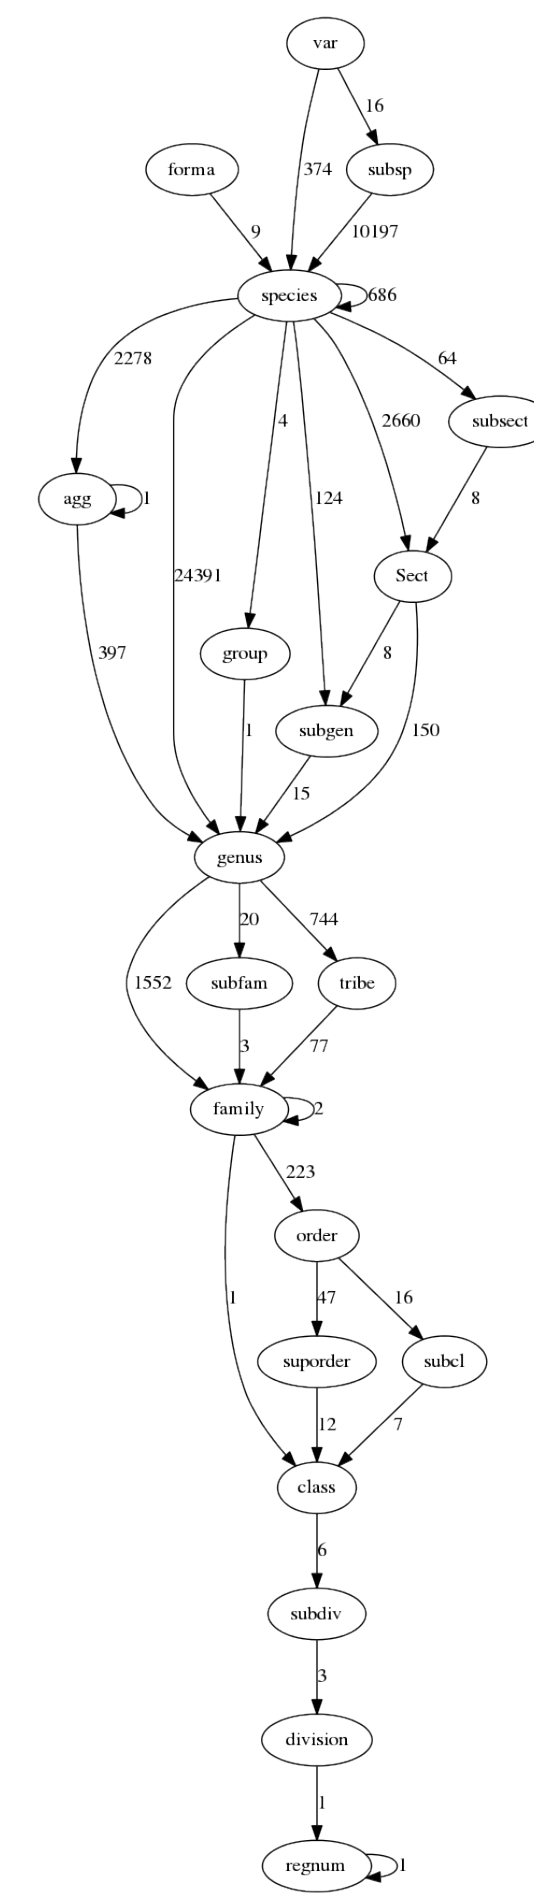 var
16
forma
374
subsp
9
10197
species
686
2278
64
4
2660
subsect
agg
1
124
8
24391
Sect
397
group
8
1
subgen
150
15
genus
20
744
1552
subfam
tribe
3
77
family
2
223
order
1
47
16
suporder
subcl
12
7
class
6
subdiv
3
division
1
regnum
1